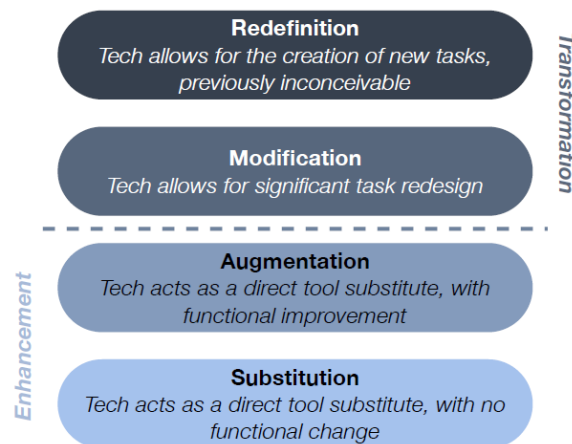 Redefinition
Tech allows for the creation of new tasks,
previously inconceivable
Transformation
Modification
Tech allows for significant task redesign
Augmentation
Tech acts as a direct tool substitute, with
functional improvement
Enhancement
Substitution
Tech acts as a direct tool substitute, with no
functional change